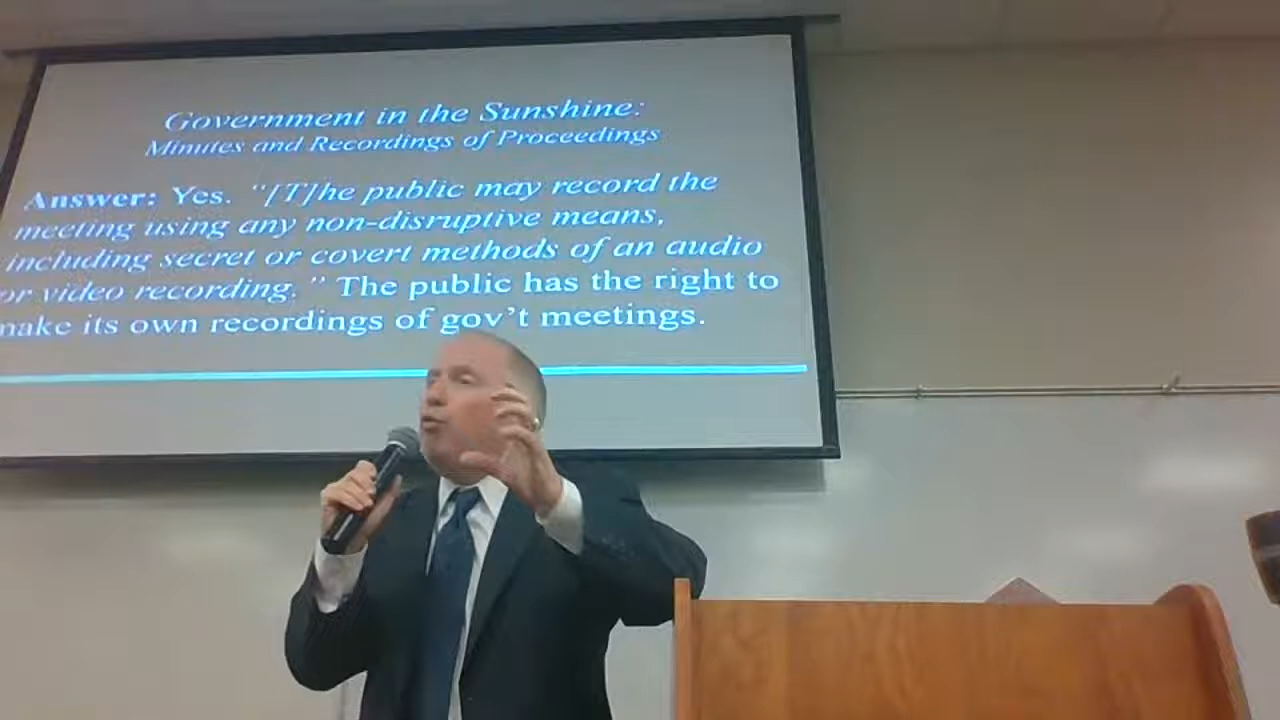 Government in the Sunshine:
Minutes and Recordings of Proceedings
Answer: Yes. "[T]he public may record the
meeting using any non-disruptive means,
including secret or covert methods of an audio
or video recording." The public has the right to
make its own recordings of gov't meetings.